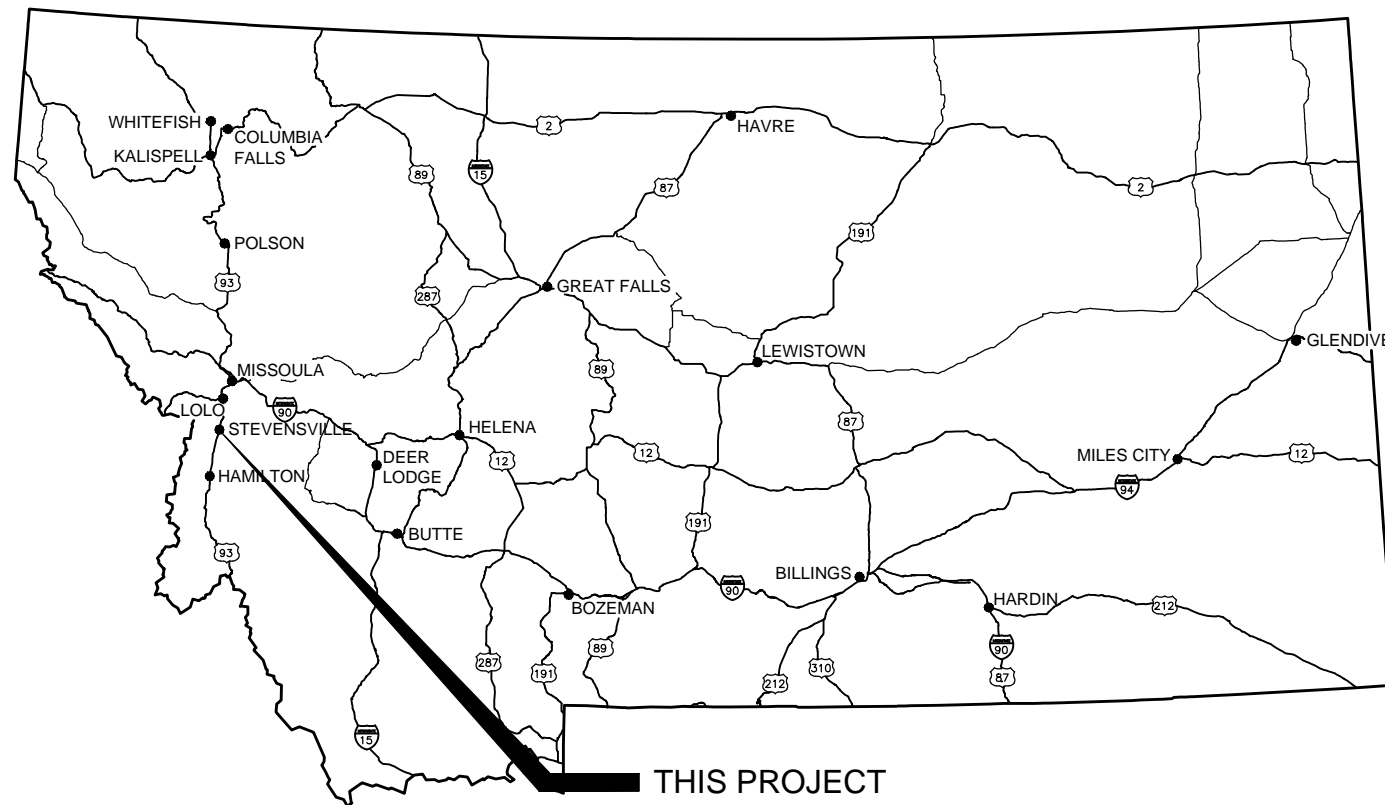 WHITEFISH
COLUMBIA
FALLS
KALISPELL
2
HAVRE
89
15
87
2
191
POLSON
93
287
GREAT FALLS
GLENDIVE
LEWISTOWN
MISSOULA
89
LOLO
90
STEVENSVILLE
HELENA
87
12
12
MILES CITY
12
DEER
LODGE
HAMILTON
94
191
BUTTE
93
BILLINGS
90
BOZEMAN
HARDIN
212
89
90
287
191
310
87
212
15
THIS PROJECT